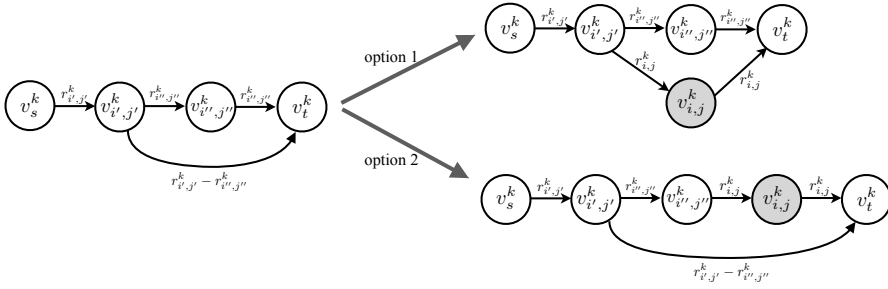 $v_s^k$ $r_{i',j'}^k$ $v_{i',j'}^k$ $r_{i'',j''}^k$ $v_{i'',j''}^k$ $r_{i'',j''}^k$ $v_t^k$
$r_{i',j'}^k - r_{i'',j''}^k$
option 1
option 2
$v_s^k$ $r_{i',j'}^k$ $v_{i',j'}^k$ $r_{i'',j''}^k$ $v_{i'',j''}^k$ $r_{i'',j''}^k$ $v_t^k$
$r_{i,j}^k$ $r_{i,j}^k$
$v_{i,j}^k$
$v_s^k$ $r_{i',j'}^k$ $v_{i',j'}^k$ $r_{i'',j''}^k$ $v_{i'',j''}^k$ $r_{i,j}^k$ $v_{i,j}^k$ $r_{i,j}^k$ $v_t^k$
$r_{i',j'}^k - r_{i'',j''}^k$